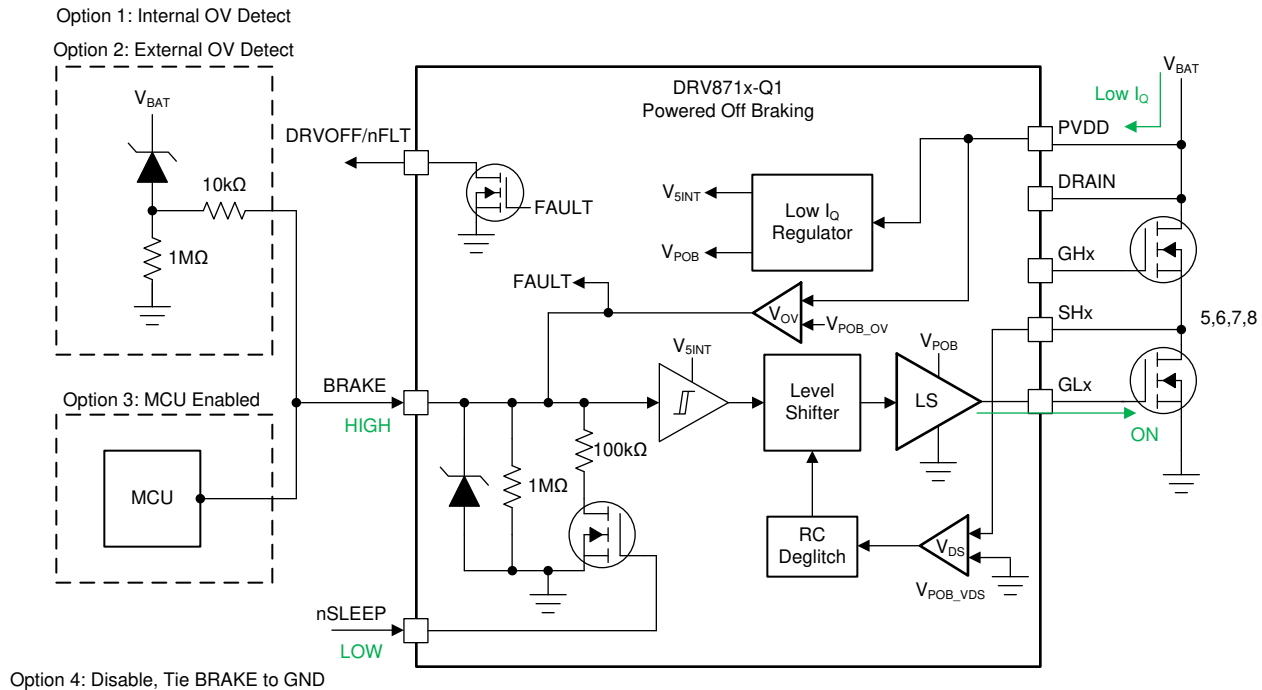 Option 1: Internal OV Detect
Option 2: External OV Detect
VBAT
10kΩ
1MΩ
Option 3: MCU Enabled
MCU
DRV871x-Q1
Powered Off Braking
DRVOFF/nFLT
FAULT
V5INT
VPOB
Low IQ
Regulator
FAULT
VOV
VPOB_OV
BRAKE
HIGH
V5INT
Level
Shifter
VPOB
LS
100kΩ
1MΩ
RC
Deglitch
VDS
VPOB_VDS
nSLEEP
LOW
VBAT
Low IQ
PVDD
DRAIN
GHx
SHx
5,6,7,8
GLx
ON
Option 4: Disable, Tie BRAKE to GND